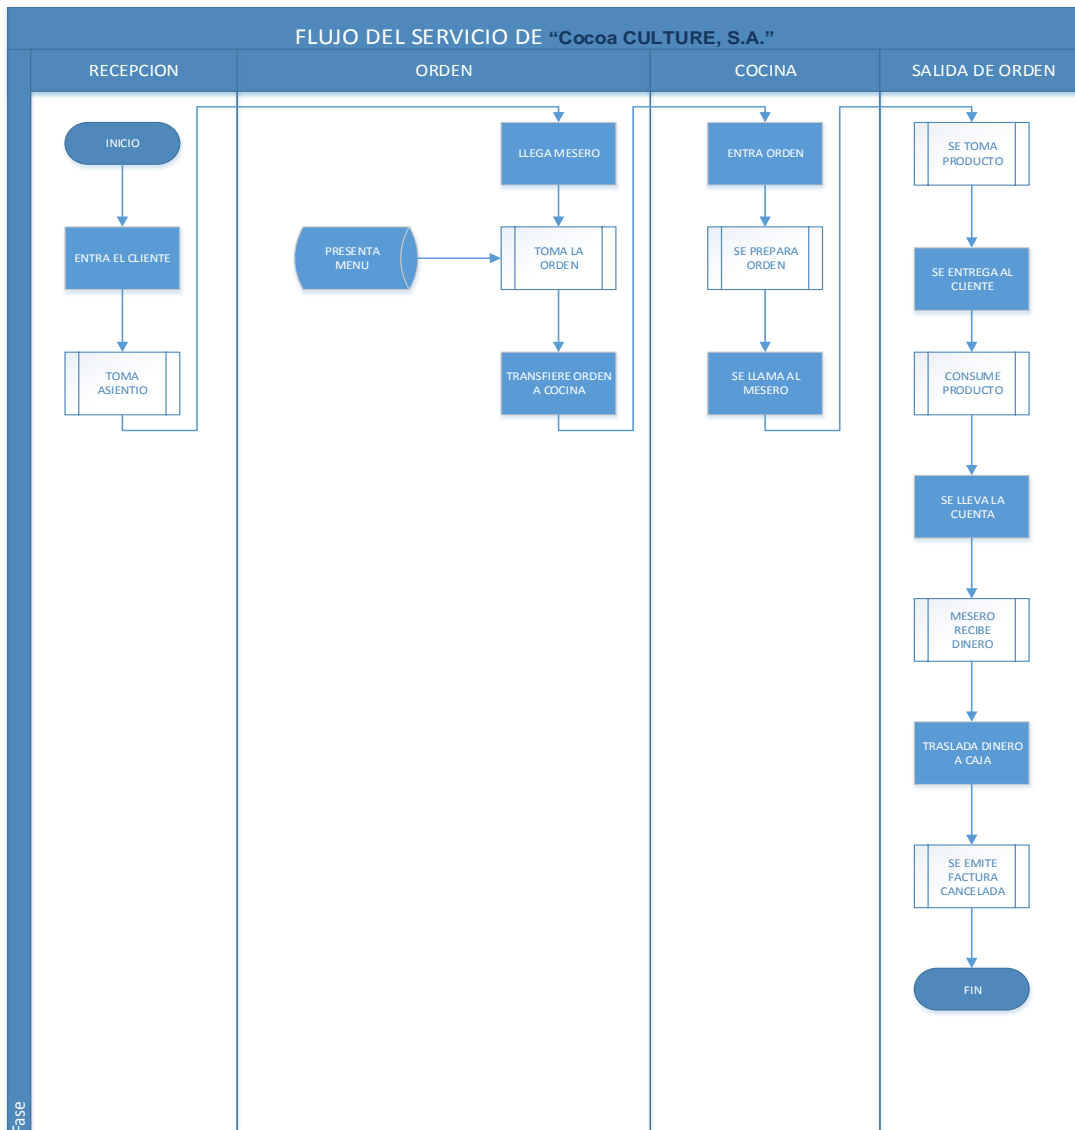 FLUJO DEL SERVICIO DE “Cocoa CULTURE, S.A.”
RECEPCION
ORDEN
COCINA
SALIDA DE ORDEN
INICIO
ENTRA EL CLIENTE
TOMA
ASIENTIO
LLEGA MESERO
PRESENTA
MENU
TOMA LA
ORDEN
TRANSFIERE ORDEN
A COCINA
ENTRA ORDEN
SE PREPARA
ORDEN
SE LLAMA AL
MESERO
SE TOMA
PRODUCTO
SE ENTREGA AL
CLIENTE
CONSUME
PRODUCTO
SE LLEVA LA
CUENTA
MESERO
RECIBE
DINERO
TRASLADA DINERO
A CAJA
SE EMITE
FACTURA
CANCELADA
FIN
Fase